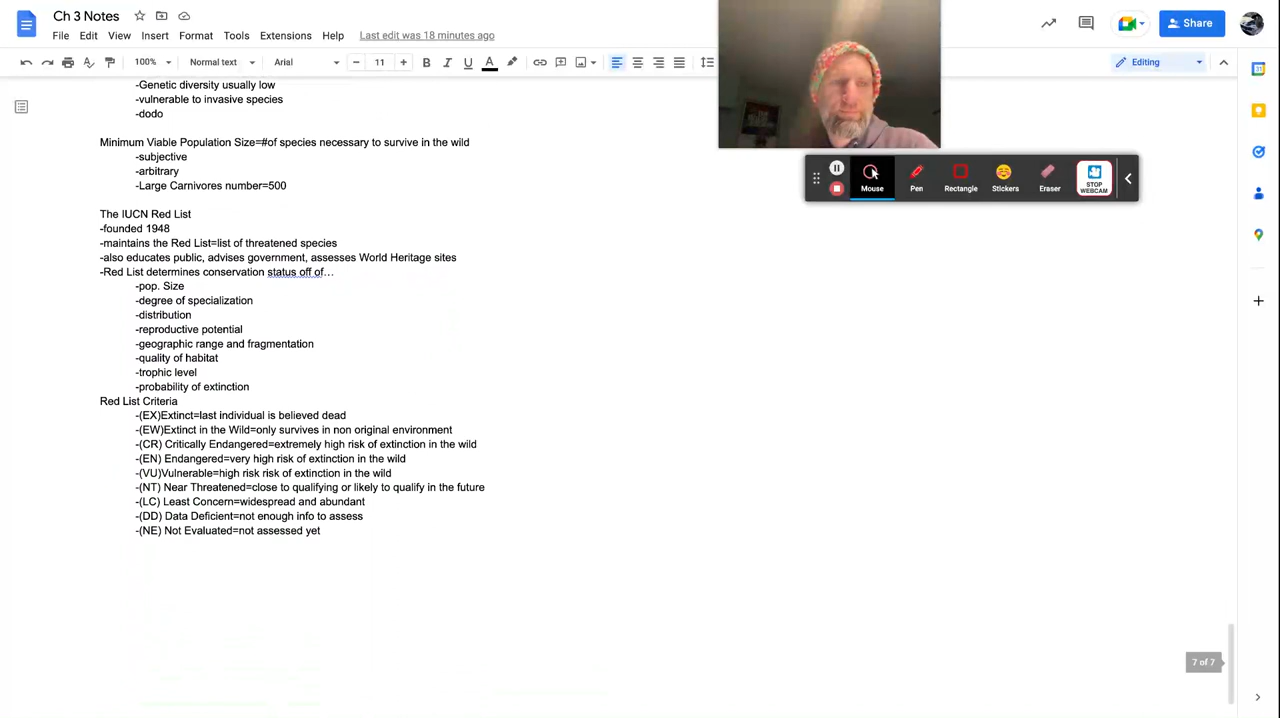 Ch 3 Notes
File Edit View Insert Format Tools Extensions Help Last edit was 18 minutes ago
Share
100% Normal text Arial 11 B I U A Editing
-Genetic diversity usually low
-vulnerable to invasive species
-dodo
Minimum Viable Population Size=#of species necessary to survive in the wild
-subjective
-arbitrary
-Large Carnivores number=500
The IUCN Red List
-founded 1948
-maintains the Red List=list of threatened species
-also educates public, advises government, assesses World Heritage sites
-Red List determines conservation status off of…
-pop. Size
-degree of specialization
-distribution
-reproductive potential
-geographic range and fragmentation
-quality of habitat
-trophic level
-probability of extinction
Red List Criteria
-(EX)Extinct=last individual is believed dead
-(EW)Extinct in the Wild=only survives in non original environment
-(CR) Critically Endangered=extremely high risk of extinction in the wild
-(EN) Endangered=very high risk of extinction in the wild
-(VU)Vulnerable=high risk risk of extinction in the wild
-(NT) Near Threatened=close to qualifying or likely to qualify in the future
-(LC) Least Concern=widespread and abundant
-(DD) Data Deficient=not enough info to assess
-(NE) Not Evaluated=not assessed yet
Mouse Pen Rectangle Stickers Eraser STOP WEBCAM
7 of 7